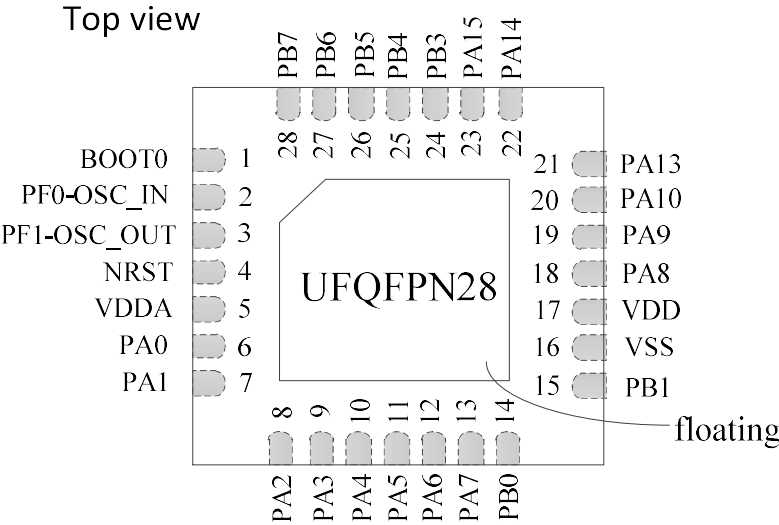 Top view
PB7 PB6 PB5 PB4 PB3 PA15 PA14
28 27 26 25 24 23 22
BOOT0 1
PF0-OSC_IN 2
PF1-OSC_OUT 3
NRST 4
VDDA 5
PA0 6
PA1 7
UFQFPN28
21 PA13
20 PA10
19 PA9
18 PA8
17 VDD
16 VSS
15 PB1
floating
8 9 10 11 12 13 14
PA2 PA3 PA4 PA5 PA6 PA7 PB0